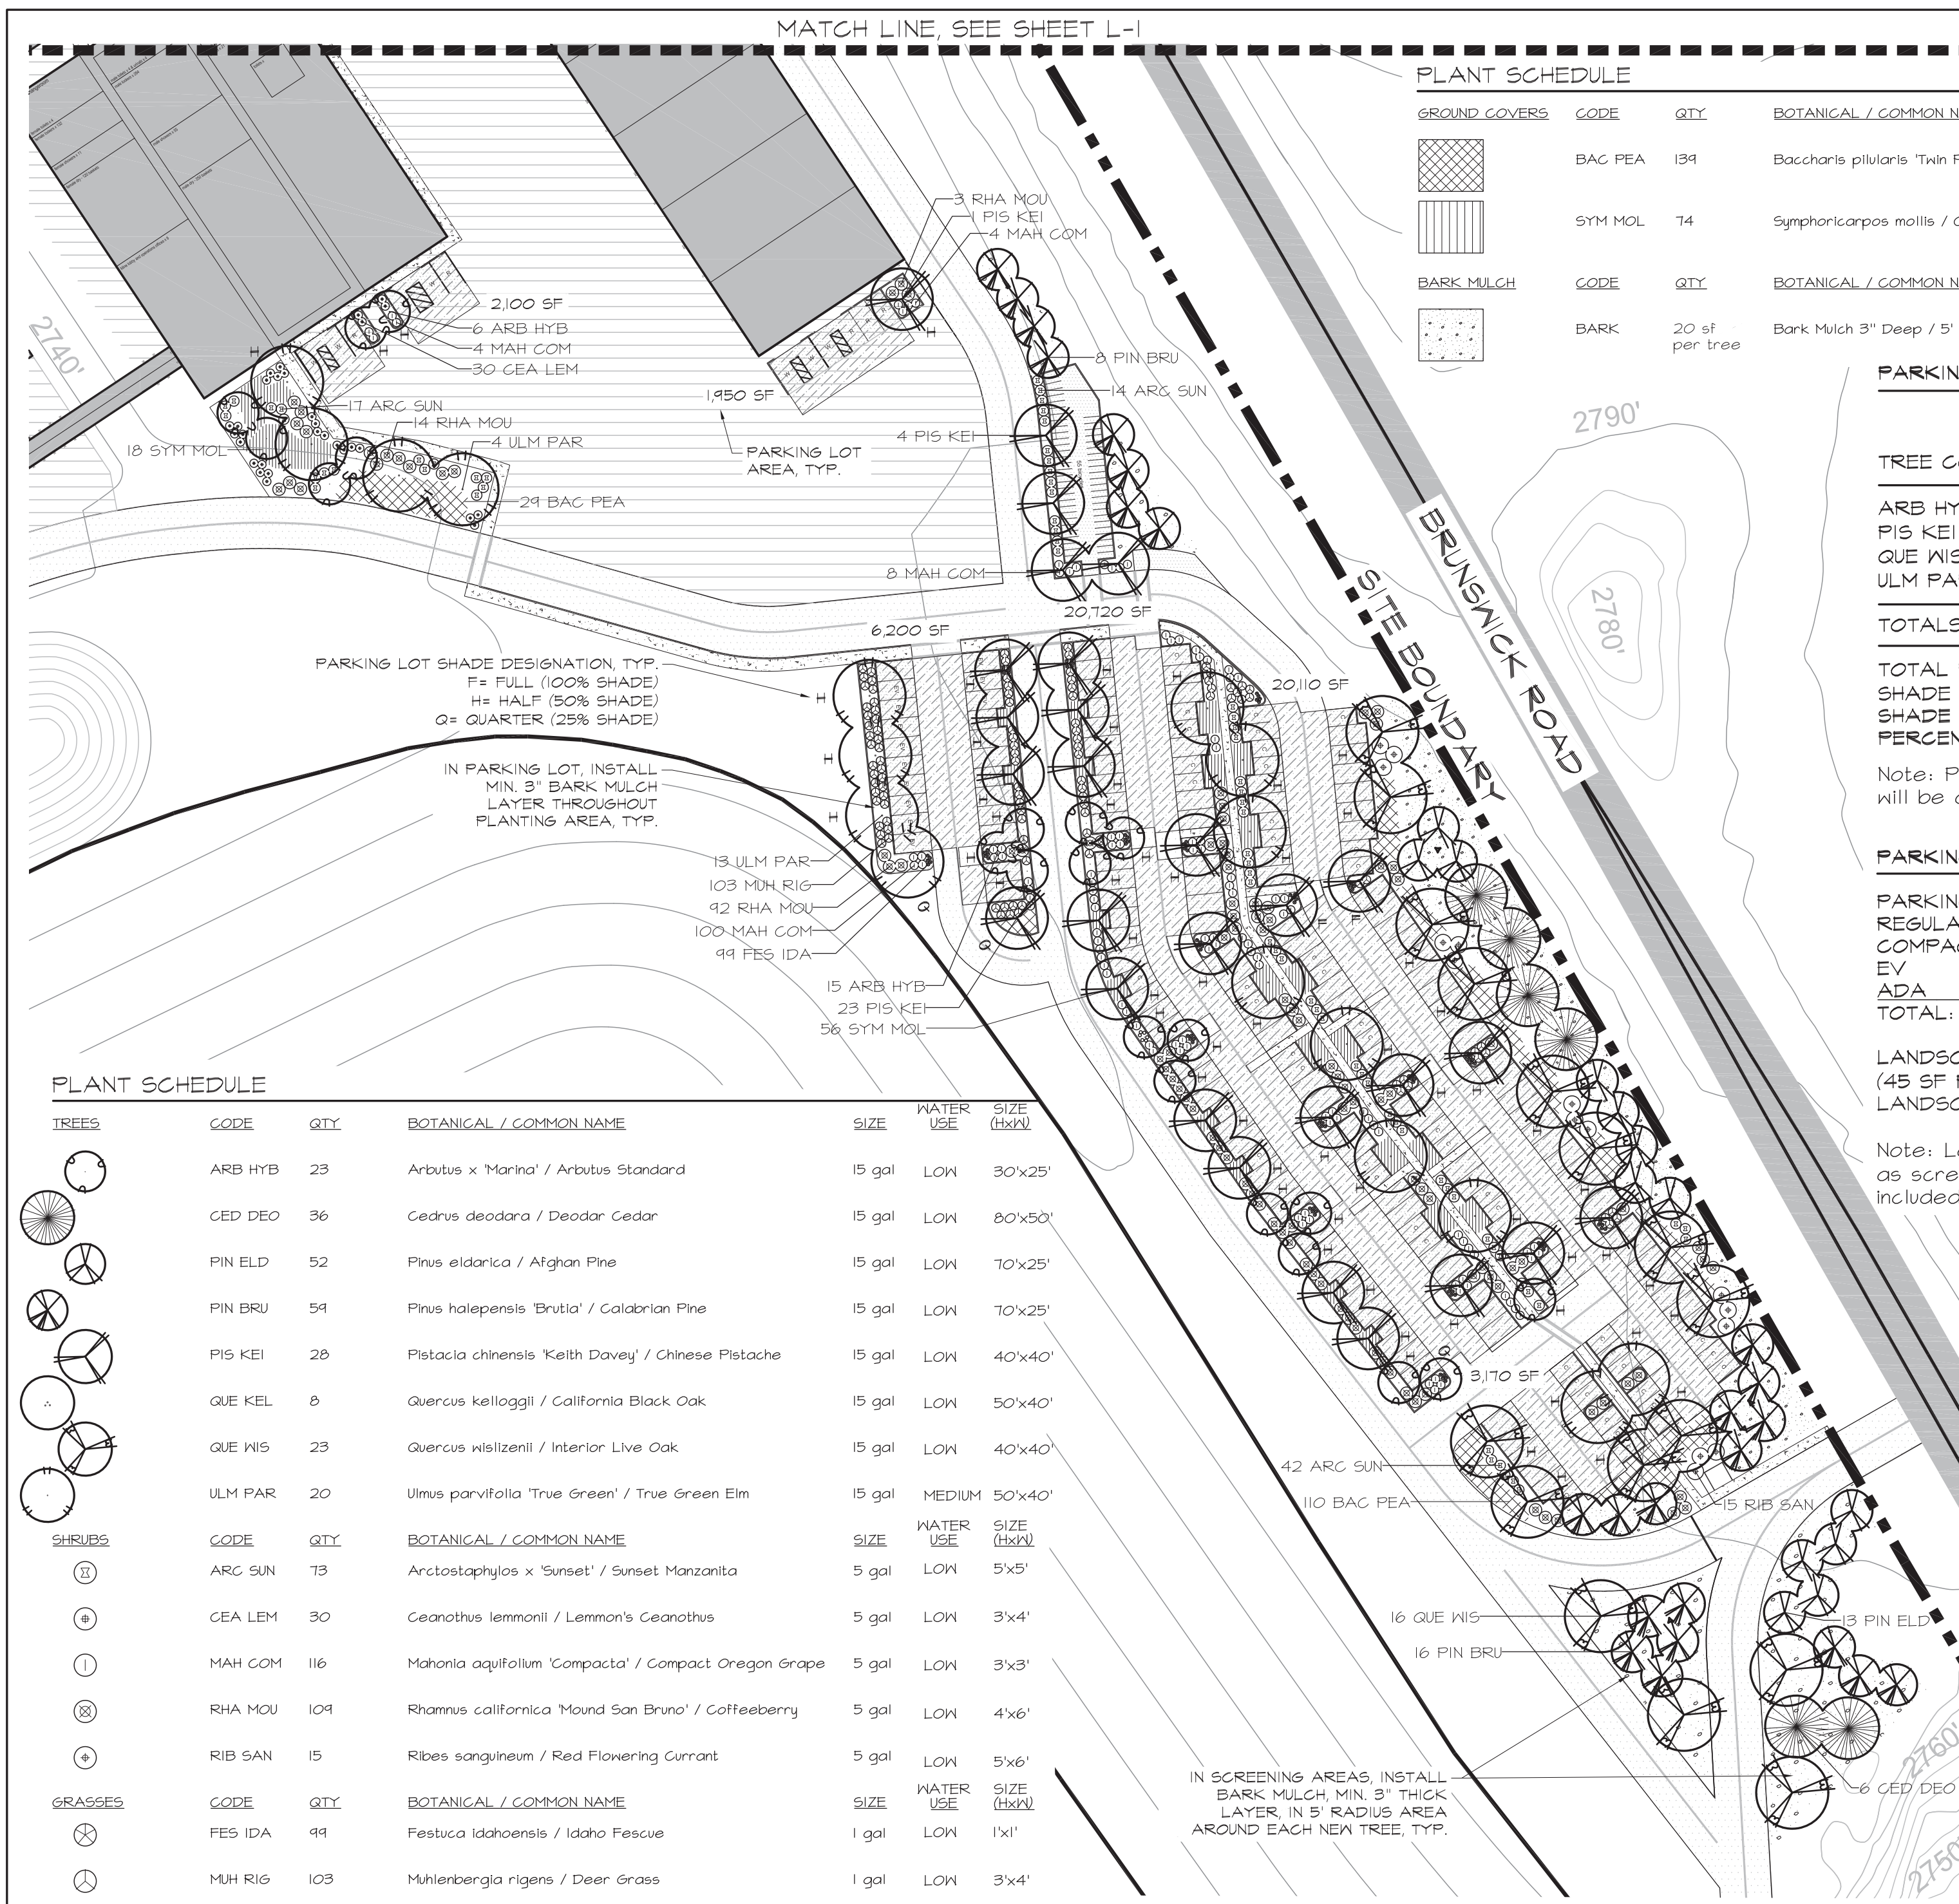 MATCH LINE, SEE SHEET L-1
PLANT SCHEDULE
GROUND COVERS CODE QTY BOTANICAL / COMMON N
BAC PEA 139 Baccharis pilularis 'Twin P
SYM MOL 74 Symphoricarpos mollis / C
BARK MULCH CODE QTY BOTANICAL / COMMON N
BARK 20 sf Bark Mulch 3" Deep / 5'
per tree
3 RHA MOU
1 PIS KEI
4 MAH COM
2,100 SF
6 ARB HYB
4 MAH COM
30 CEA LEM
17 ARC SUN
14 RHA MOU
4 ULM PAR
18 SYM MOL
29 BAC PEA
2740'
1,950 SF
PARKING LOT
AREA, TYP.
8 PIN BRU
14 ARC SUN
4 PIS KEI
8 MAH COM
20,720 SF
6,200 SF
20,110 SF
SITE BOUNDARY
BRUNSWICK ROAD
2790'
2780'
PARKIN
TREE C
ARB HY
PIS KEI
QUE WIS
ULM PA
TOTALS
TOTAL
SHADE
SHADE
PERCEN
Note: P
will be
PARKIN
PARKIN
REGULA
COMPA
EV
ADA
TOTAL:
LANDSC
(45 SF
LANDSC
Note: L
as scre
included
PARKING LOT SHADE DESIGNATION, TYP.
F= FULL (100% SHADE)
H= HALF (50% SHADE)
Q= QUARTER (25% SHADE)
IN PARKING LOT, INSTALL
MIN. 3" BARK MULCH
LAYER THROUGHOUT
PLANTING AREA, TYP.
13 ULM PAR
103 MUH RIG
92 RHA MOU
100 MAH COM
99 FES IDA
15 ARB HYB
23 PIS KEI
56 SYM MOL
3,170 SF
42 ARC SUN
110 BAC PEA
15 RIB SAN
16 QUE WIS
16 PIN BRU
13 PIN ELD
6 CED DEO
2760'
2750'
IN SCREENING AREAS, INSTALL
BARK MULCH, MIN. 3" THICK
LAYER, IN 5' RADIUS AREA
AROUND EACH NEW TREE, TYP.
PLANT SCHEDULE
TREES CODE QTY BOTANICAL / COMMON NAME SIZE WATER USE SIZE (HxW)
ARB HYB 23 Arbutus x 'Marina' / Arbutus Standard 15 gal LOW 30'x25'
CED DEO 36 Cedrus deodara / Deodar Cedar 15 gal LOW 80'x50'
PIN ELD 52 Pinus eldarica / Afghan Pine 15 gal LOW 70'x25'
PIN BRU 59 Pinus halepensis 'Brutia' / Calabrian Pine 15 gal LOW 70'x25'
PIS KEI 28 Pistacia chinensis 'Keith Davey' / Chinese Pistache 15 gal LOW 40'x40'
QUE KEL 8 Quercus kelloggii / California Black Oak 15 gal LOW 50'x40'
QUE WIS 23 Quercus wislizenii / Interior Live Oak 15 gal LOW 40'x40'
ULM PAR 20 Ulmus parvifolia 'True Green' / True Green Elm 15 gal MEDIUM 50'x40'
SHRUBS CODE QTY BOTANICAL / COMMON NAME SIZE WATER USE SIZE (HxW)
ARC SUN 73 Arctostaphylos x 'Sunset' / Sunset Manzanita 5 gal LOW 5'x5'
CEA LEM 30 Ceanothus lemmonii / Lemmon's Ceanothus 5 gal LOW 3'x4'
MAH COM 116 Mahonia aquifolium 'Compacta' / Compact Oregon Grape 5 gal LOW 3'x3'
RHA MOU 109 Rhamnus californica 'Mound San Bruno' / Coffeeberry 5 gal LOW 4'x6'
RIB SAN 15 Ribes sanguineum / Red Flowering Currant 5 gal LOW 5'x6'
GRASSES CODE QTY BOTANICAL / COMMON NAME SIZE WATER USE SIZE (HxW)
FES IDA 99 Festuca idahoensis / Idaho Fescue 1 gal LOW 1'x1'
MUH RIG 103 Muhlenbergia rigens / Deer Grass 1 gal LOW 3'x4'